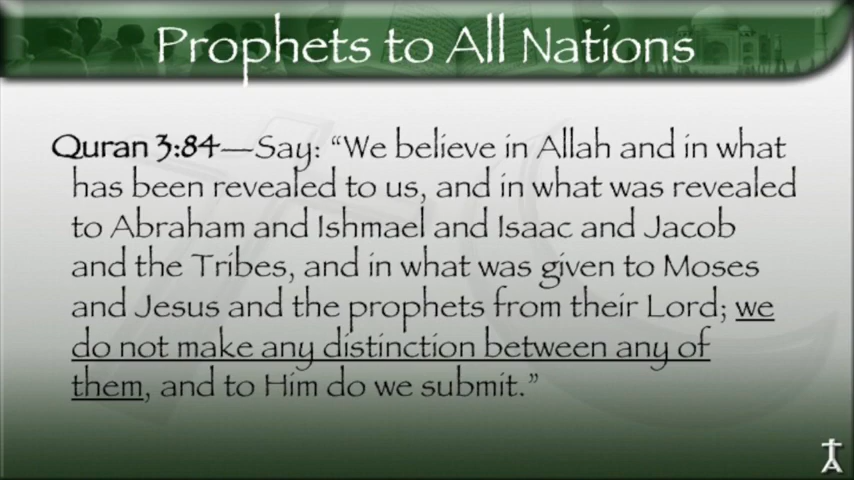 Prophets to All Nations
Quran 3:84—Say: “We believe in Allah and in what
has been revealed to us, and in what was revealed
to Abraham and Ishmael and Isaac and Jacob
and the Tribes, and in what was given to Moses
and Jesus and the prophets from their Lord; we
do not make any distinction between any of
them, and to Him do we submit.”